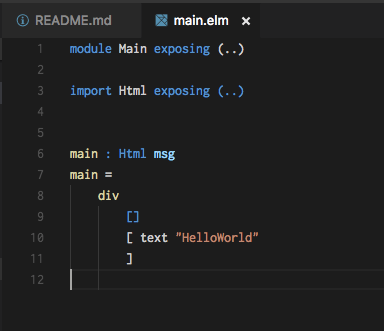 README.md main.elm ×
1 module Main exposing (..)
2
3 import Html exposing (..)
4
5
6 main : Html msg
7 main =
8     div
9         []
10         [ text "HelloWorld"
11         ]
12